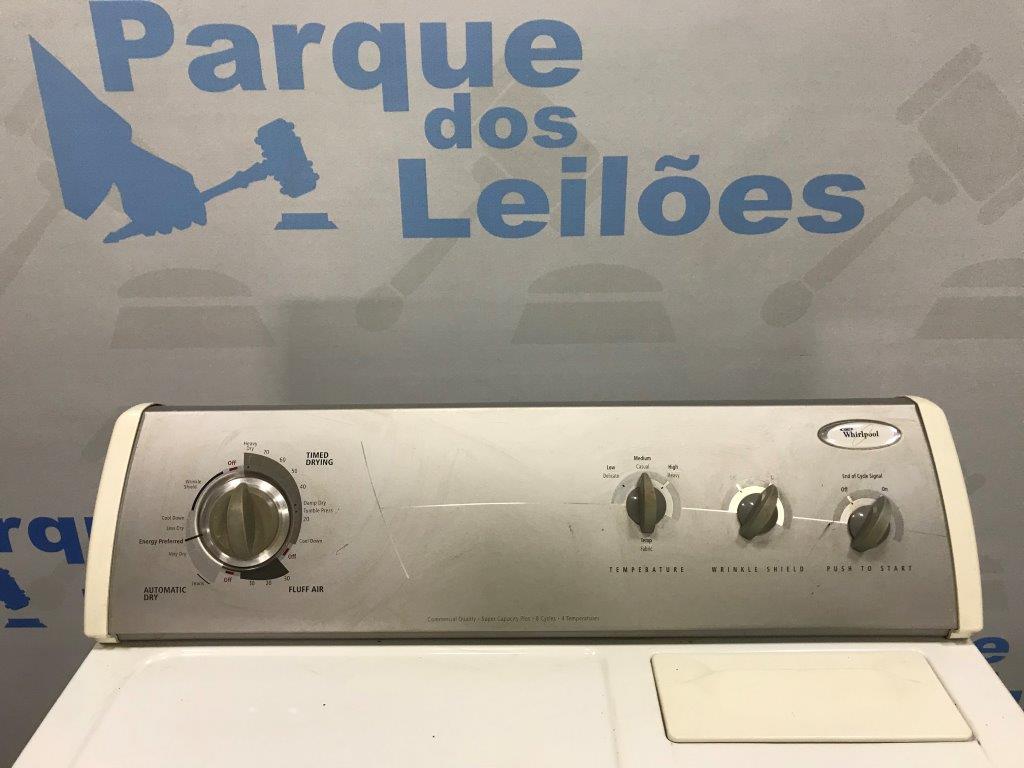 Parque
dos
Leilões
Whirlpool
Heavy
Dry
70
60
50
40
TIMED
DRYING
Off
Wrinkle
Shield
Damp Dry
Tumble Press
20
Cool Down
Less Dry
Energy Preferred
Very Dry
Cool Down
Off
AUTOMATIC
DRY
Off
10
20
30
FLUFF AIR
Medium
Low
Casual
High
Delicate
Heavy
Temp
Fabric
TEMPERATURE
WRINKLE SHIELD
End of Cycle Signal
Off
On
PUSH TO START
Commercial Quality • Super Capacity Plus • 8 Cycles • 4 Temperatures